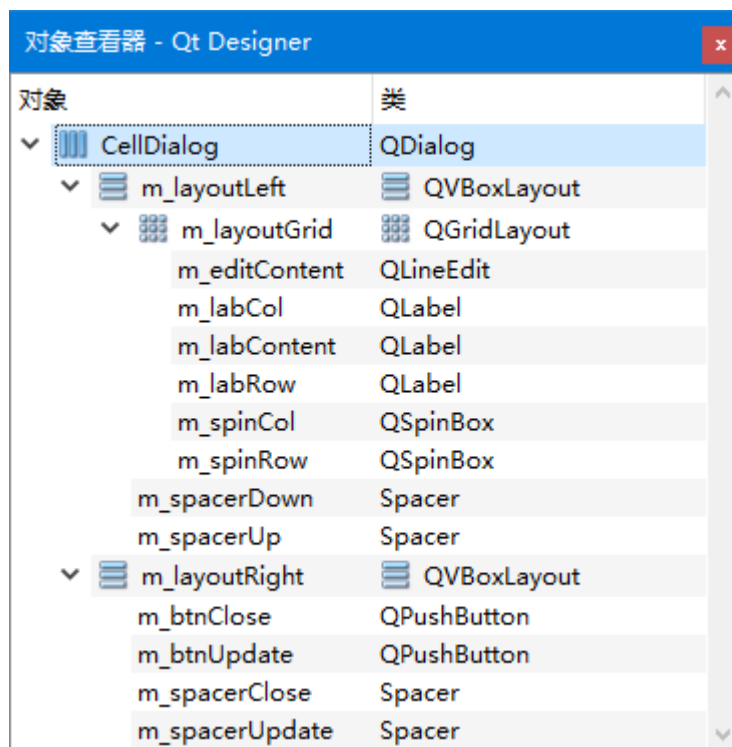 对象查看器 - Qt Designer
x
对象 类
CellDialog QDialog
m_layoutLeft QVBoxLayout
m_layoutGrid QGridLayout
m_editContent QLineEdit
m_labCol QLabel
m_labContent QLabel
m_labRow QLabel
m_spinCol QSpinBox
m_spinRow QSpinBox
m_spacerDown Spacer
m_spacerUp Spacer
m_layoutRight QVBoxLayout
m_btnClose QPushButton
m_btnUpdate QPushButton
m_spacerClose Spacer
m_spacerUpdate Spacer